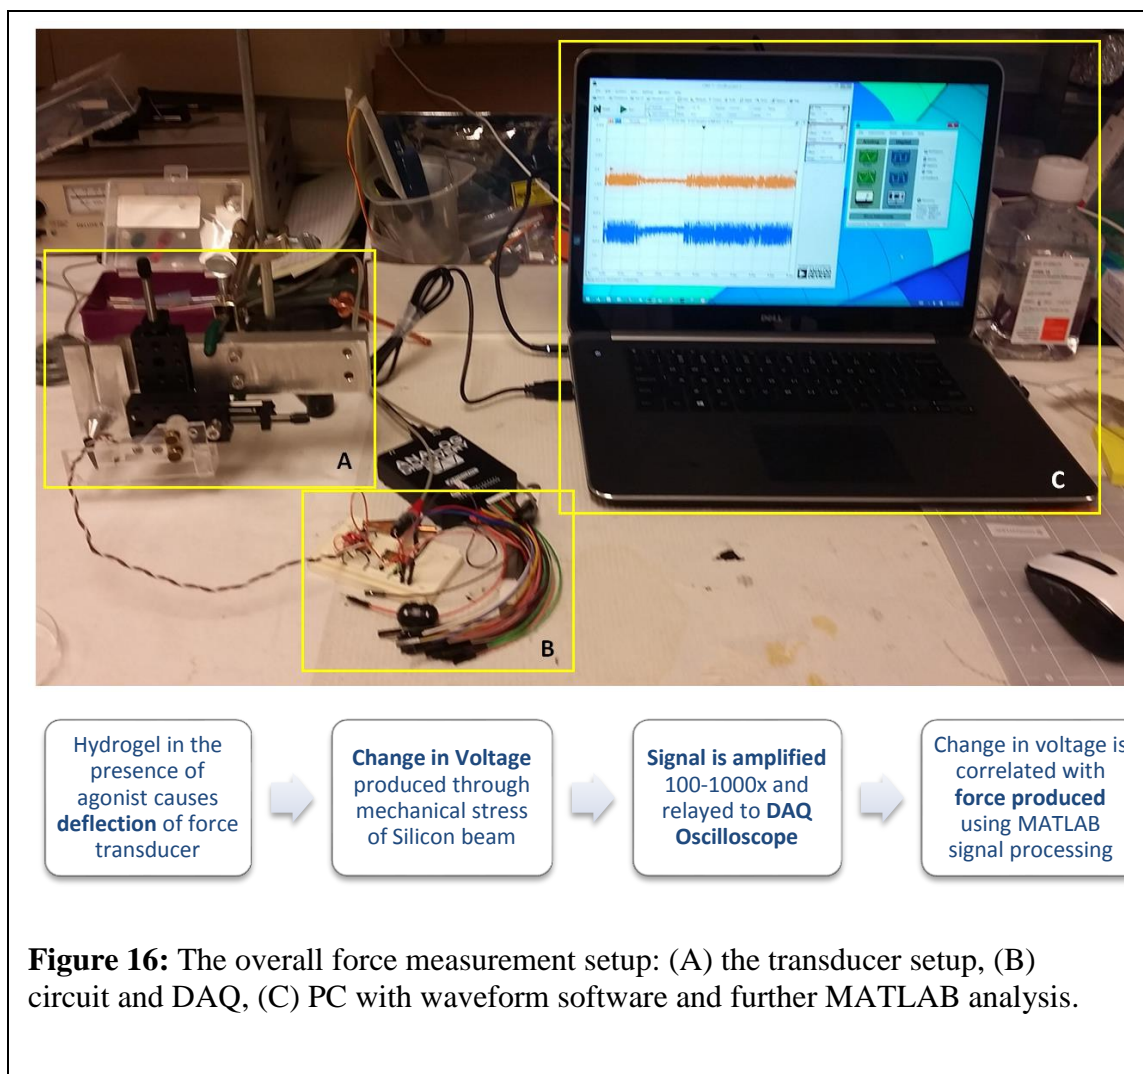 DELL
ANALOG
DISCOVERY
A
B
C
Hydrogel in the
presence of
agonist causes
deflection of force
transducer
Change in Voltage
produced through
mechanical stress
of Silicon beam
Signal is amplified
100-1000x and
relayed to DAQ
Oscilloscope
Change in voltage is
correlated with
force produced
using MATLAB
signal processing
Figure 16: The overall force measurement setup: (A) the transducer setup, (B)
circuit and DAQ, (C) PC with waveform software and further MATLAB analysis.